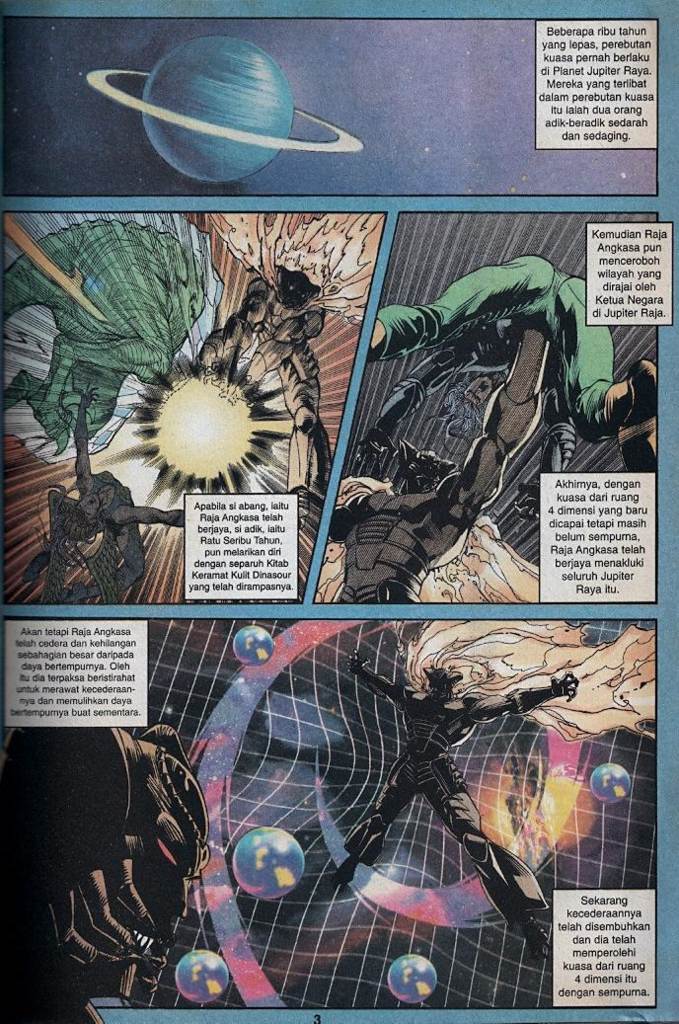 Beberapa ribu tahun
yang lepas, perebutan
kuasa pernah berlaku
di Planet Jupiter Raya.
Mereka yang terlibat
dalam perebutan kuasa
itu ialah dua orang
adik-beradik sedarah
dan sedaging.
Apabila si abang, iaitu
Raja Angkasa telah
berjaya, si adik, iaitu
Ratu Seribu Tahun,
pun melarikan diri
dengan separuh Kitab
Keramat Kulit Dinasour
yang telah dirampasnya.
Kemudian Raja
Angkasa pun
menceroboh
wilayah yang
dirajai oleh
Ketua Negara
di Jupiter Raja.
Akhirnya, dengan
kuasa dari ruang
4 dimensi yang baru
dicapai tetapi masih
belum sempurna,
Raja Angkasa telah
berjaya menakluki
seluruh Jupiter
Raya itu.
Akan tetapi Raja Angkasa
telah cedera dan kehilangan
sebahagian besar daripada
daya bertempurnya. Oleh
itu dia terpaksa beristirahat
untuk merawat kecederaan-
nya dan memulihkan daya
bertempurnya buat sementara.
Sekarang
kecederaannya
telah disembuhkan
dan dia telah
memperolehi
kuasa dari ruang
4 dimensi itu
dengan sempurna.
3